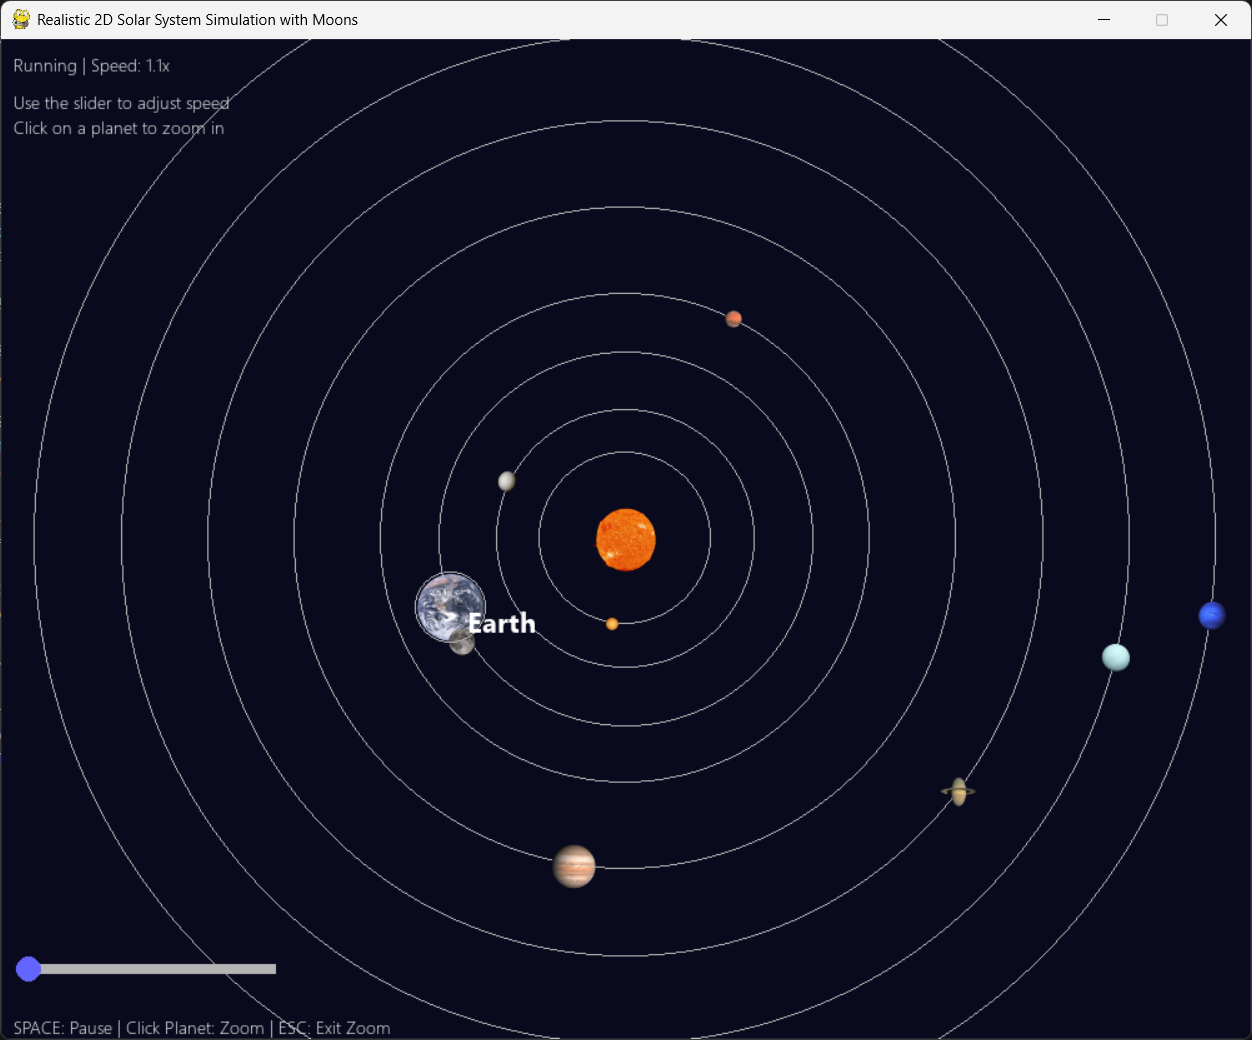 Realistic 2D Solar System Simulation with Moons
Running | Speed: 1.1x
Use the slider to adjust speed
Click on a planet to zoom in
Earth
SPACE: Pause | Click Planet: Zoom | ESC: Exit Zoom